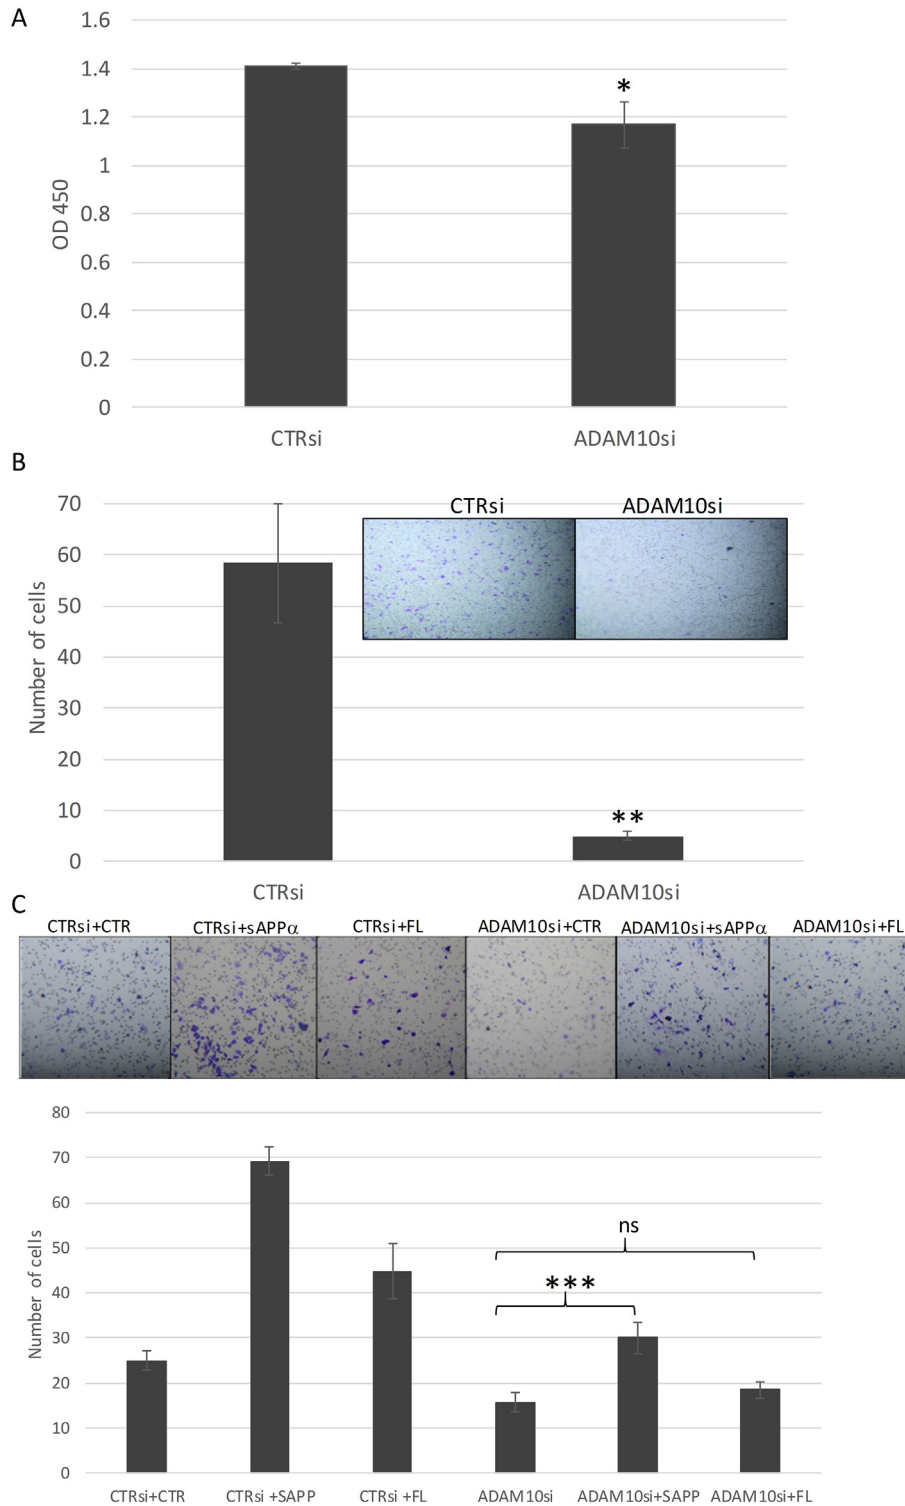 A
1.6
1.4
*
1.2
1
0.8
0.6
0.4
0.2
0
OD 450
CTRsi ADAM10si
B
70
60
50
40
30
20
10
0
Number of cells
CTRsi ADAM10si
**
CTRsi ADAM10si
C
CTRsi+CTR CTRsi+sAPPα CTRsi+FL ADAM10si+CTR ADAM10si+sAPPα ADAM10si+FL
80
70
60
50
40
30
20
10
0
Number of cells
ns
***
CTRsi+CTR CTRsi +SAPP CTRsi +FL ADAM10si ADAM10si+SAPP ADAM10si+FL